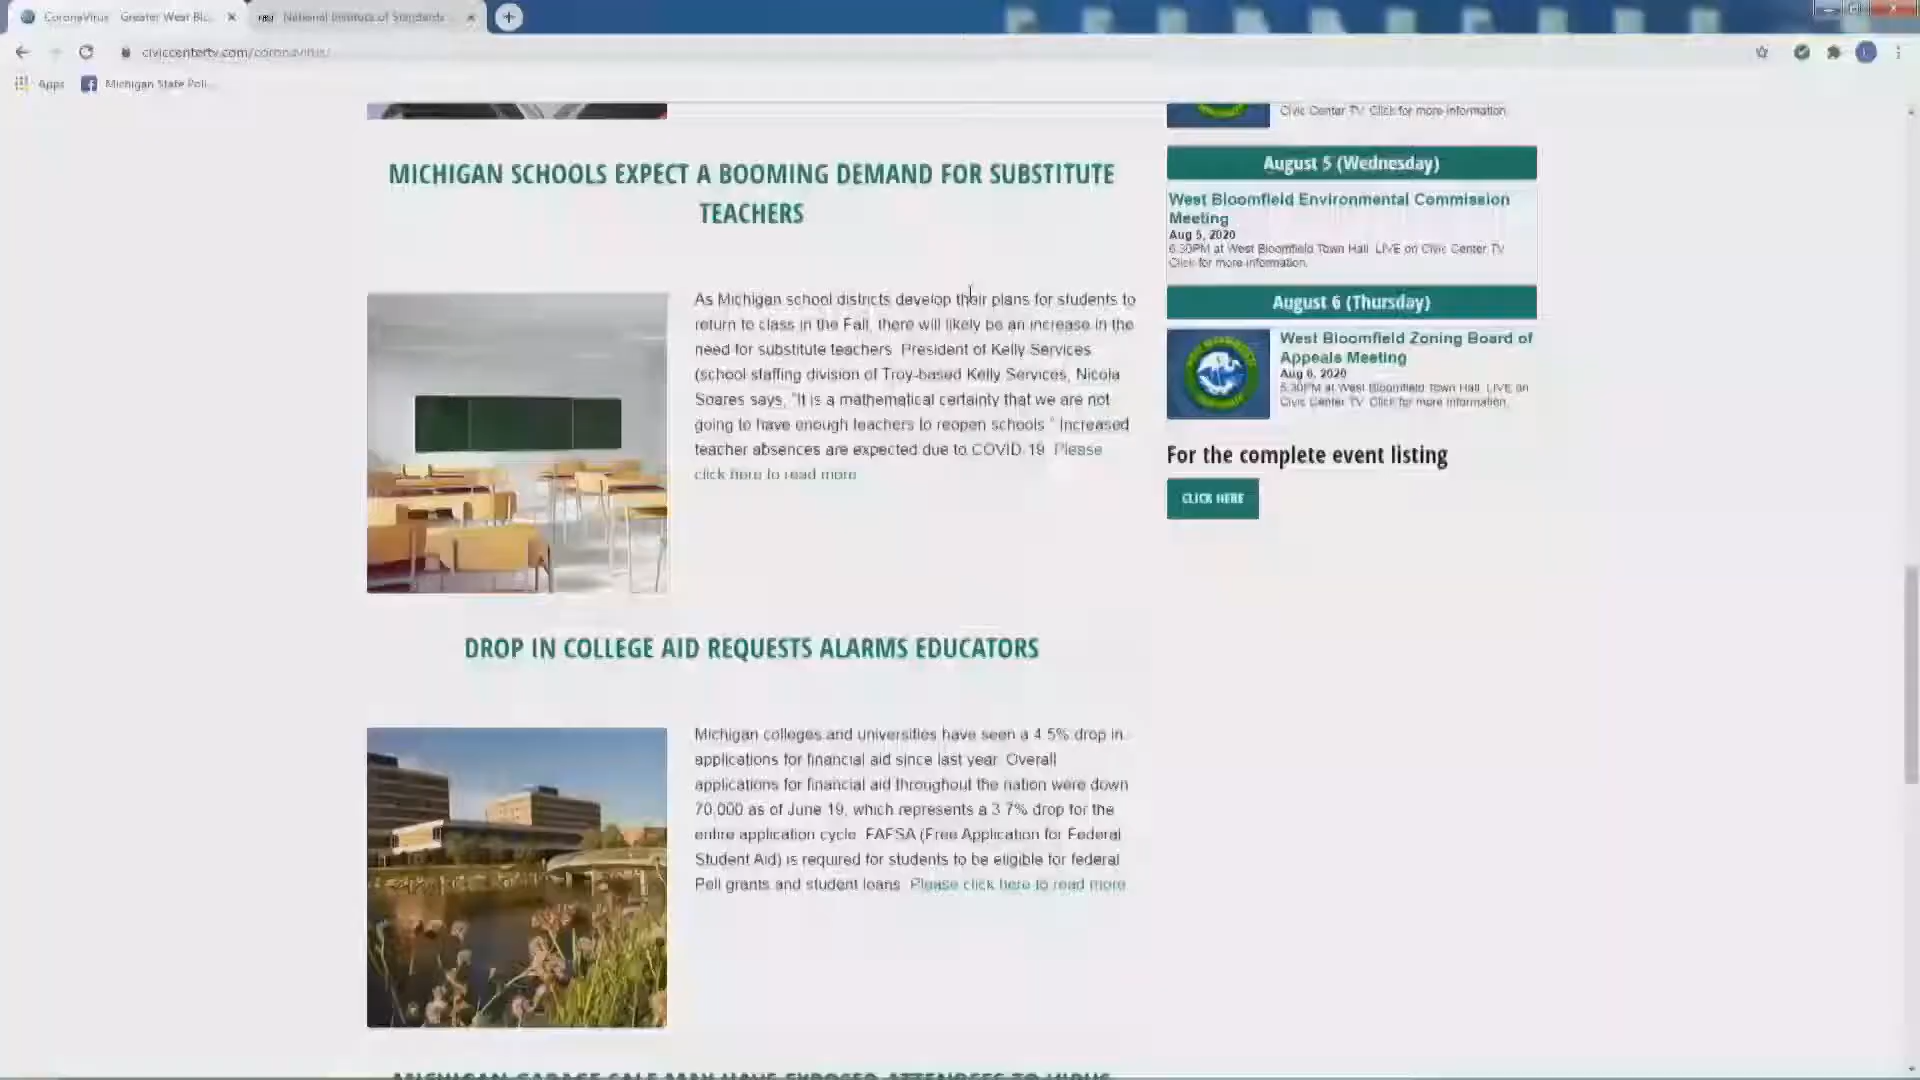 CoronaVirus Greater West Blo...
National Institute of Standards
civiccentertv.com/coronavirus/
Apps
Michigan State Poli...
MICHIGAN SCHOOLS EXPECT A BOOMING DEMAND FOR SUBSTITUTE
TEACHERS
As Michigan school districts develop their plans for students to
return to class in the Fall, there will likely be an increase in the
need for substitute teachers. President of Kelly Services
(school staffing division of Troy-based Kelly Services, Nicola
Soares says, "It is a mathematical certainty that we are not
going to have enough teachers to reopen schools." Increased
teacher absences are expected due to COVID-19. Please
click here to read more
DROP IN COLLEGE AID REQUESTS ALARMS EDUCATORS
Michigan colleges and universities have seen a 4.5% drop in
applications for financial aid since last year. Overall
applications for financial aid throughout the nation were down
70,000 as of June 19, which represents a 3.7% drop for the
entire application cycle. FAFSA (Free Application for Federal
Student Aid) is required for students to be eligible for federal
Pell grants and student loans. Please click here to read more.
MICHIGAN GARAGE SALE MAY HAVE EXPOSED ATTENDEES TO VIRUS
Civic Center TV. Click for more information.
August 5 (Wednesday)
West Bloomfield Environmental Commission
Meeting
Aug 5, 2020
6:30PM at West Bloomfield Town Hall. LIVE on Civic Center TV.
Click for more information.
August 6 (Thursday)
West Bloomfield Zoning Board of
Appeals Meeting
Aug 6, 2020
5:30PM at West Bloomfield Town Hall. LIVE on
Civic Center TV. Click for more information.
For the complete event listing
CLICK HERE